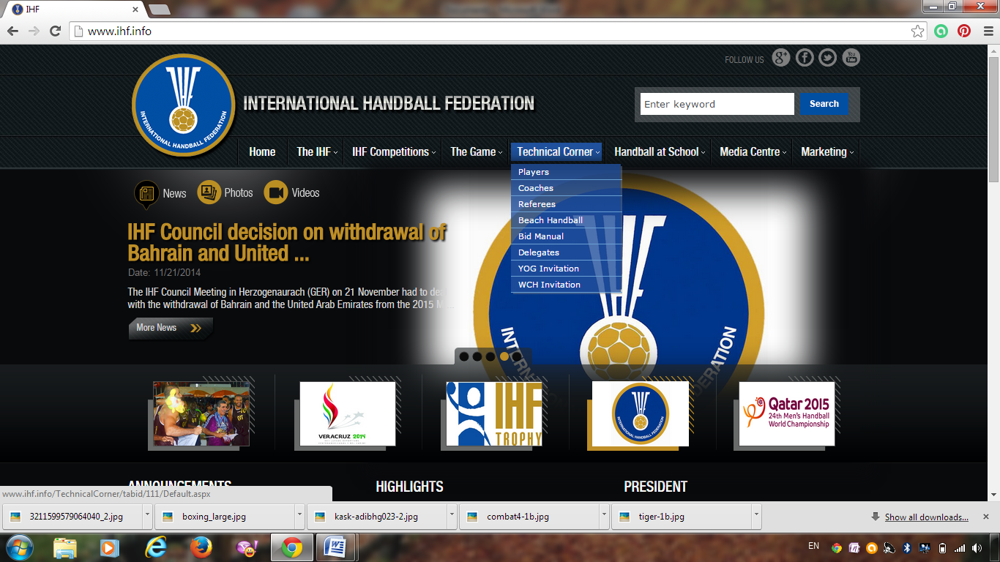 IHF
www.ihf.info
FOLLOW US
INTERNATIONAL HANDBALL FEDERATION
INTERNATIONAL HANDBALL FEDERATION
Enter keyword
Search
Home
The IHF
IHF Competitions
The Game
Technical Corner
Handball at School
Media Centre
Marketing
Players
Coaches
Referees
Beach Handball
Bid Manual
Delegates
YOG Invitation
WCH Invitation
News
Photos
Videos
IHF Council decision on withdrawal of
Bahrain and United ...
Date: 11/21/2014
The IHF Council Meeting in Herzogenaurach (GER) on 21 November had to
with the withdrawal of Bahrain and the United Arab Emirates from the 2015
More News
VERACRUZ 2014
IHF
TROPHY
INTERNATIONAL HANDBALL FEDERATION
Qatar 2015
24th Men's Handball
World Championship
ANNOUNCEMENTS
HIGHLIGHTS
PRESIDENT
www.ihf.info/TechnicalCorner/tabid/111/Default.aspx
3211599579064040_2.jpg
boxing_large.jpg
kask-adibhg023-2.jpg
combat4-1b.jpg
tiger-1b.jpg
Show all downloads...
EN